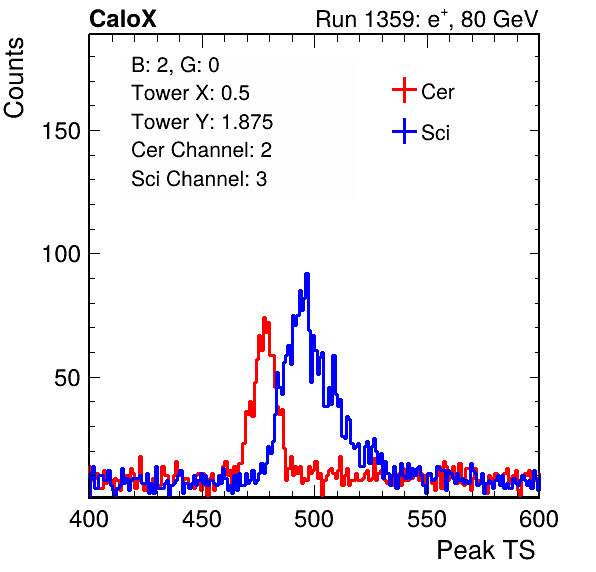 CaloX Run 1359: e+, 80 GeV
Counts
B: 2, G: 0
Tower X: 0.5
Tower Y: 1.875
Cer Channel: 2
Sci Channel: 3
Cer
Sci
150
100
50
400 450 500 550 600
Peak TS